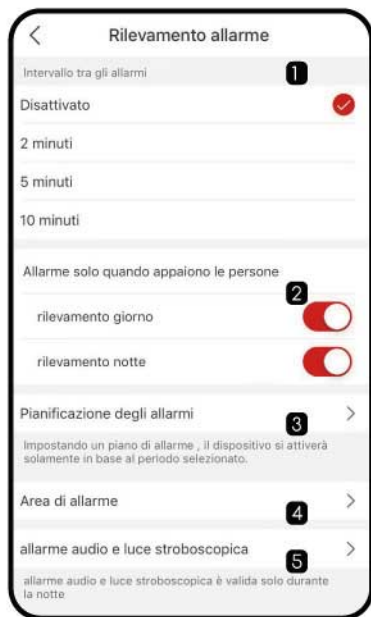 Rilevamento allarme
Intervallo tra gli allarmi
1
Disattivato
2 minuti
5 minuti
10 minuti
Allarme solo quando appaiono le persone
2
rilevamento giorno
rilevamento notte
Pianificazione degli allarmi
3
Impostando un piano di allarme , il dispositivo si attiverà
solamente in base al periodo selezionato.
Area di allarme
4
allarme audio e luce stroboscopica
5
allarme audio e luce stroboscopica è valida solo durante
la notte